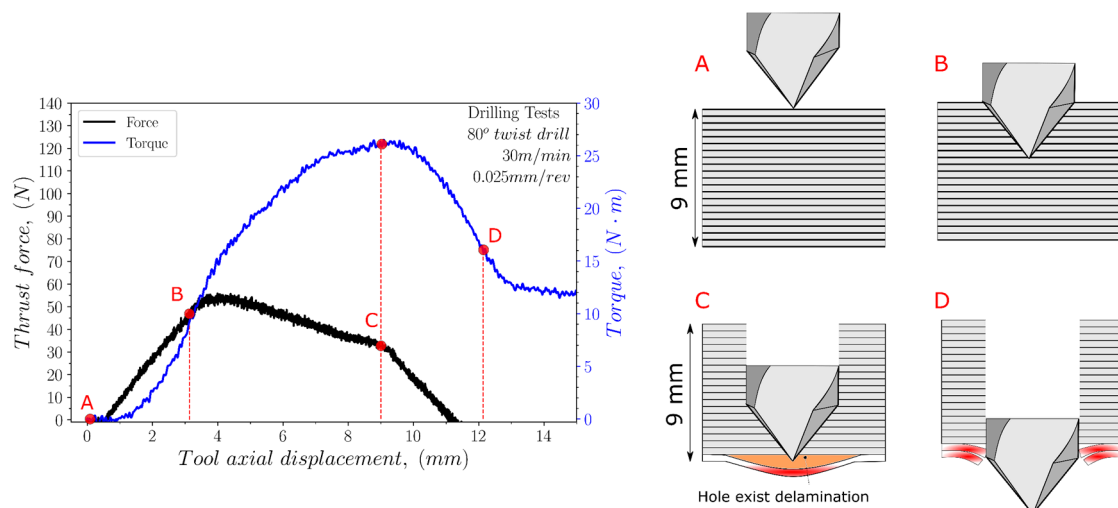 140
130
120
110
100
90
80
70
60
50
40
30
20
10
0
Thrust force, (N)
Force
Torque
Drilling Tests
80º twist drill
30m/min
0.025mm/rev
A
B
C
D
30
25
20
15
10
5
0
Torque, (N · m)
0 2 4 6 8 10 12 14
Tool axial displacement, (mm)
A
9 mm
B
C
9 mm
Hole exist delamination
D